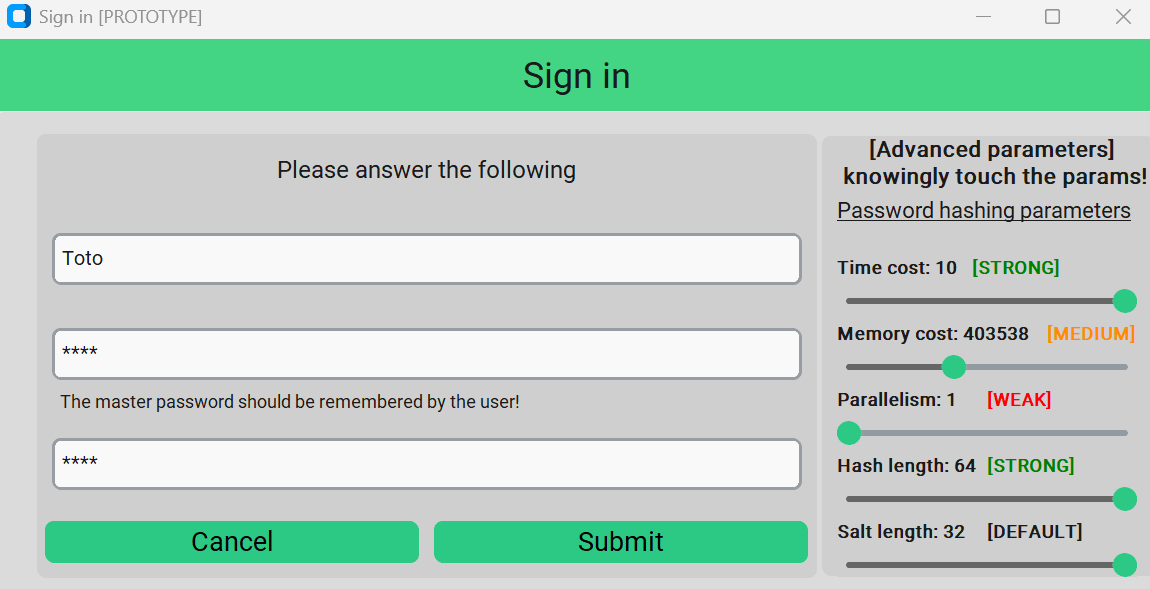 Sign in [PROTOTYPE]
Sign in
Please answer the following
Toto
****
The master password should be remembered by the user!
****
Cancel
Submit
[Advanced parameters]
knowingly touch the params!
Password hashing parameters
Time cost: 10 [STRONG]
Memory cost: 403538 [MEDIUM]
Parallelism: 1 [WEAK]
Hash length: 64 [STRONG]
Salt length: 32 [DEFAULT]